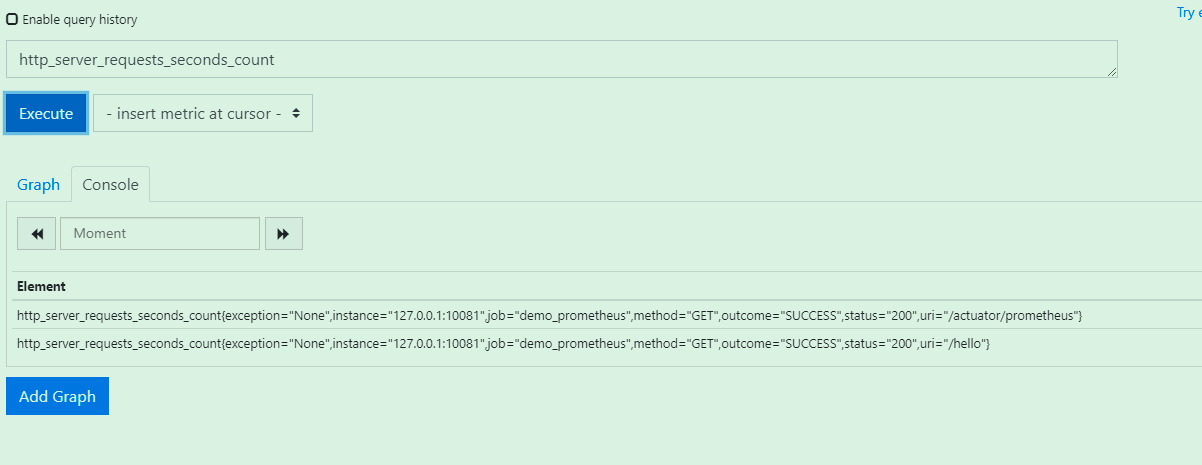 Try
Enable query history
http_server_requests_seconds_count
Execute
- insert metric at cursor -
Graph
Console
Moment
Element
http_server_requests_seconds_count{exception="None",instance="127.0.0.1:10081",job="demo_prometheus",method="GET",outcome="SUCCESS",status="200",uri="/actuator/prometheus"}
http_server_requests_seconds_count{exception="None",instance="127.0.0.1:10081",job="demo_prometheus",method="GET",outcome="SUCCESS",status="200",uri="/hello"}
Add Graph